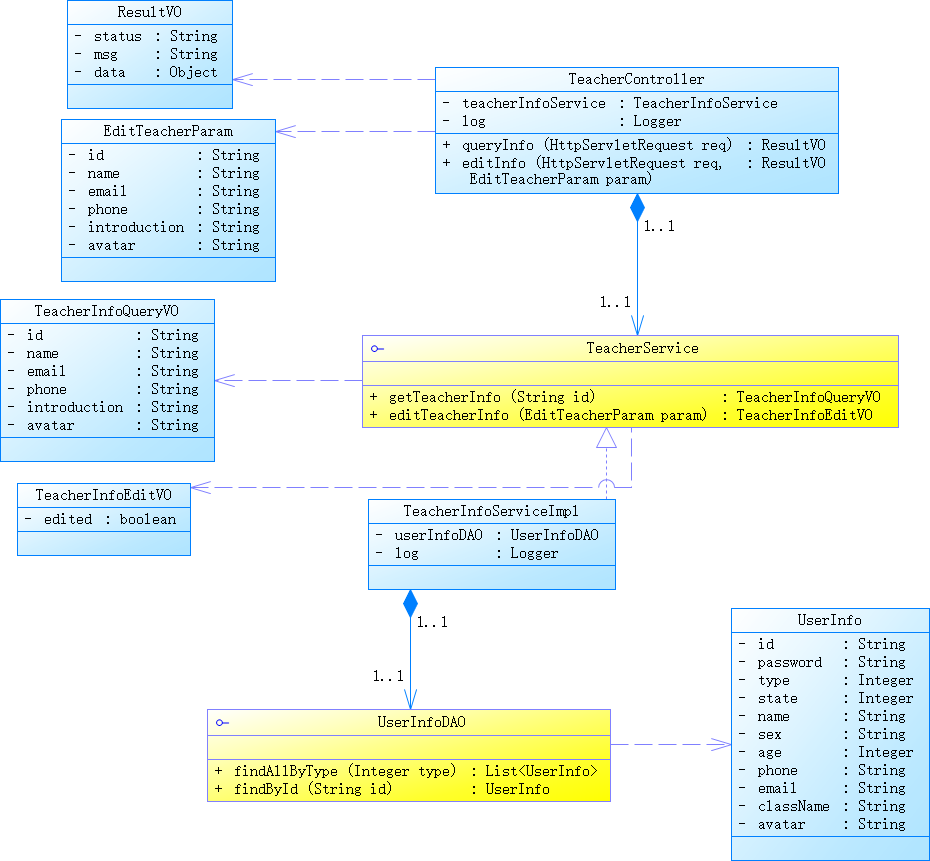 ResultVO
- status : String
- msg : String
- data : Object
TeacherController
- teacherInfoService : TeacherInfoService
- log : Logger
+ queryInfo (HttpServletRequest req) : ResultVO
+ editInfo (HttpServletRequest req, : ResultVO
EditTeacherParam param)
EditTeacherParam
- id : String
- name : String
- email : String
- phone : String
- introduction : String
- avatar : String
1..1
1..1
TeacherInfoQueryVO
- id : String
- name : String
- email : String
- phone : String
- introduction : String
- avatar : String
TeacherService
+ getTeacherInfo (String id) : TeacherInfoQueryVO
+ editTeacherInfo (EditTeacherParam param) : TeacherInfoEditVO
TeacherInfoEditVO
- edited : boolean
TeacherInfoServiceImpl
- userInfoDAO : UserInfoDAO
- log : Logger
1..1
1..1
UserInfo
- id : String
- password : String
- type : Integer
- state : Integer
- name : String
- sex : String
- age : Integer
- phone : String
- email : String
- className : String
- avatar : String
UserInfoDAO
+ findAllByType (Integer type) : List<UserInfo>
+ findById (String id) : UserInfo